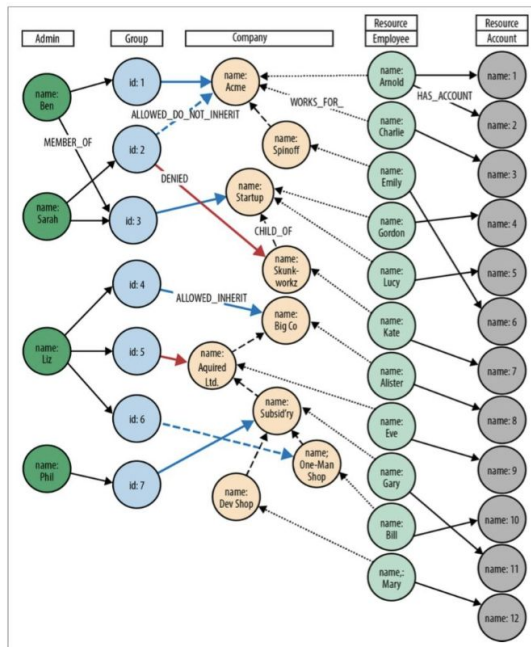 Admin
Group
Company
Resource
Employee
Resource
Account
name:
Ben
MEMBER_OF
name:
Sarah
name:
Liz
name:
Phil
id: 1
id: 2
id: 3
id: 4
id: 5
id: 6
id: 7
ALLOWED_DO_NOT_INHERIT
DENIED
ALLOWED_INHERIT
name:
Acme
name:
Spinoff
name:
Startup
CHILD_OF
name:
Skunk-
workz
name:
Big Co
name:
Aquired
Ltd.
name:
Subsid'ry
name;
One-Man
Shop
name:
Dev Shop
WORKS_FOR_
name:
Arnold
name:
Charlie
name:
Emily
name:
Gordon
name:
Lucy
name:
Kate
name:
Alister
name:
Eve
name:
Gary
name:
Bill
name,:
Mary
HAS_ACCOUNT
name: 1
name: 2
name: 3
name: 4
name: 5
name: 6
name: 7
name: 8
name: 9
name: 10
name: 11
name: 12